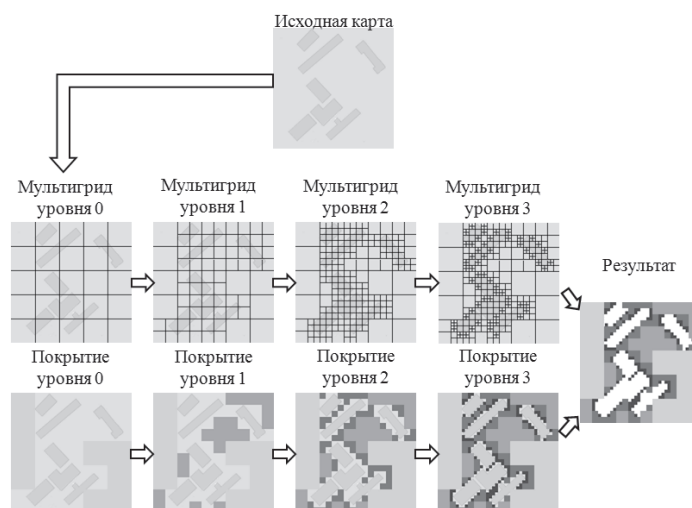 Исходная карта
Мультигрид
уровня 0
Мультигрид
уровня 1
Мультигрид
уровня 2
Мультигрид
уровня 3
Результат
Покрытие
уровня 0
Покрытие
уровня 1
Покрытие
уровня 2
Покрытие
уровня 3